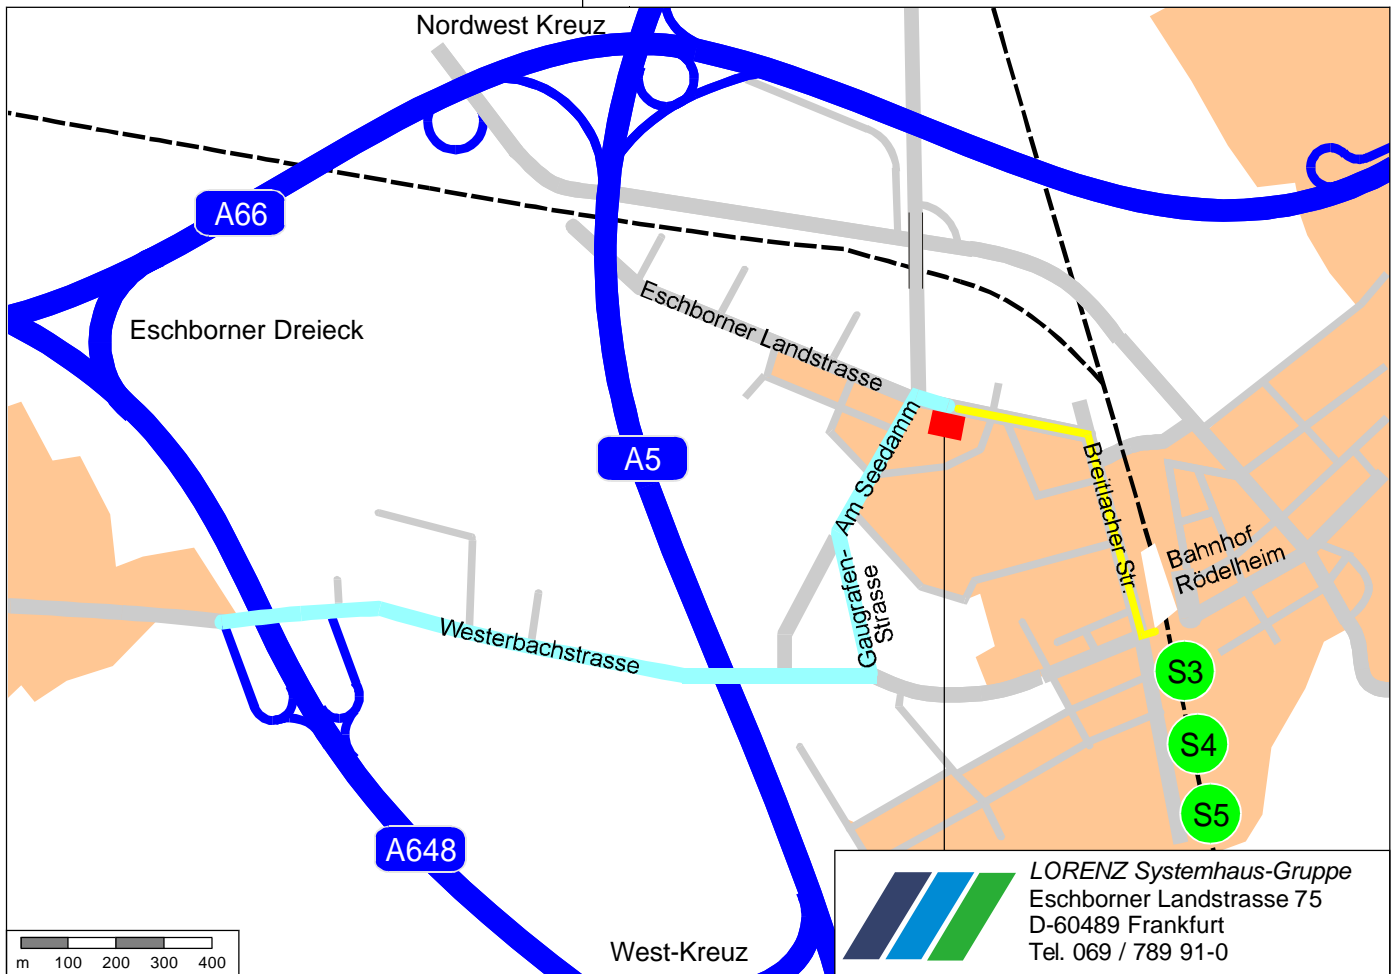 Nordwest Kreuz
A66
Eschborner Dreieck
Eschborner Landstrasse
A5
Am Seedamm
Breitlacher Str.
Bahnhof
Rödelheim
Gaugrafen-
Strasse
Westerbachstrasse
S3
S4
S5
A648
West-Kreuz
m 100 200 300 400
LORENZ Systemhaus-Gruppe
Eschborner Landstrasse 75
D-60489 Frankfurt
Tel. 069 / 789 91-0